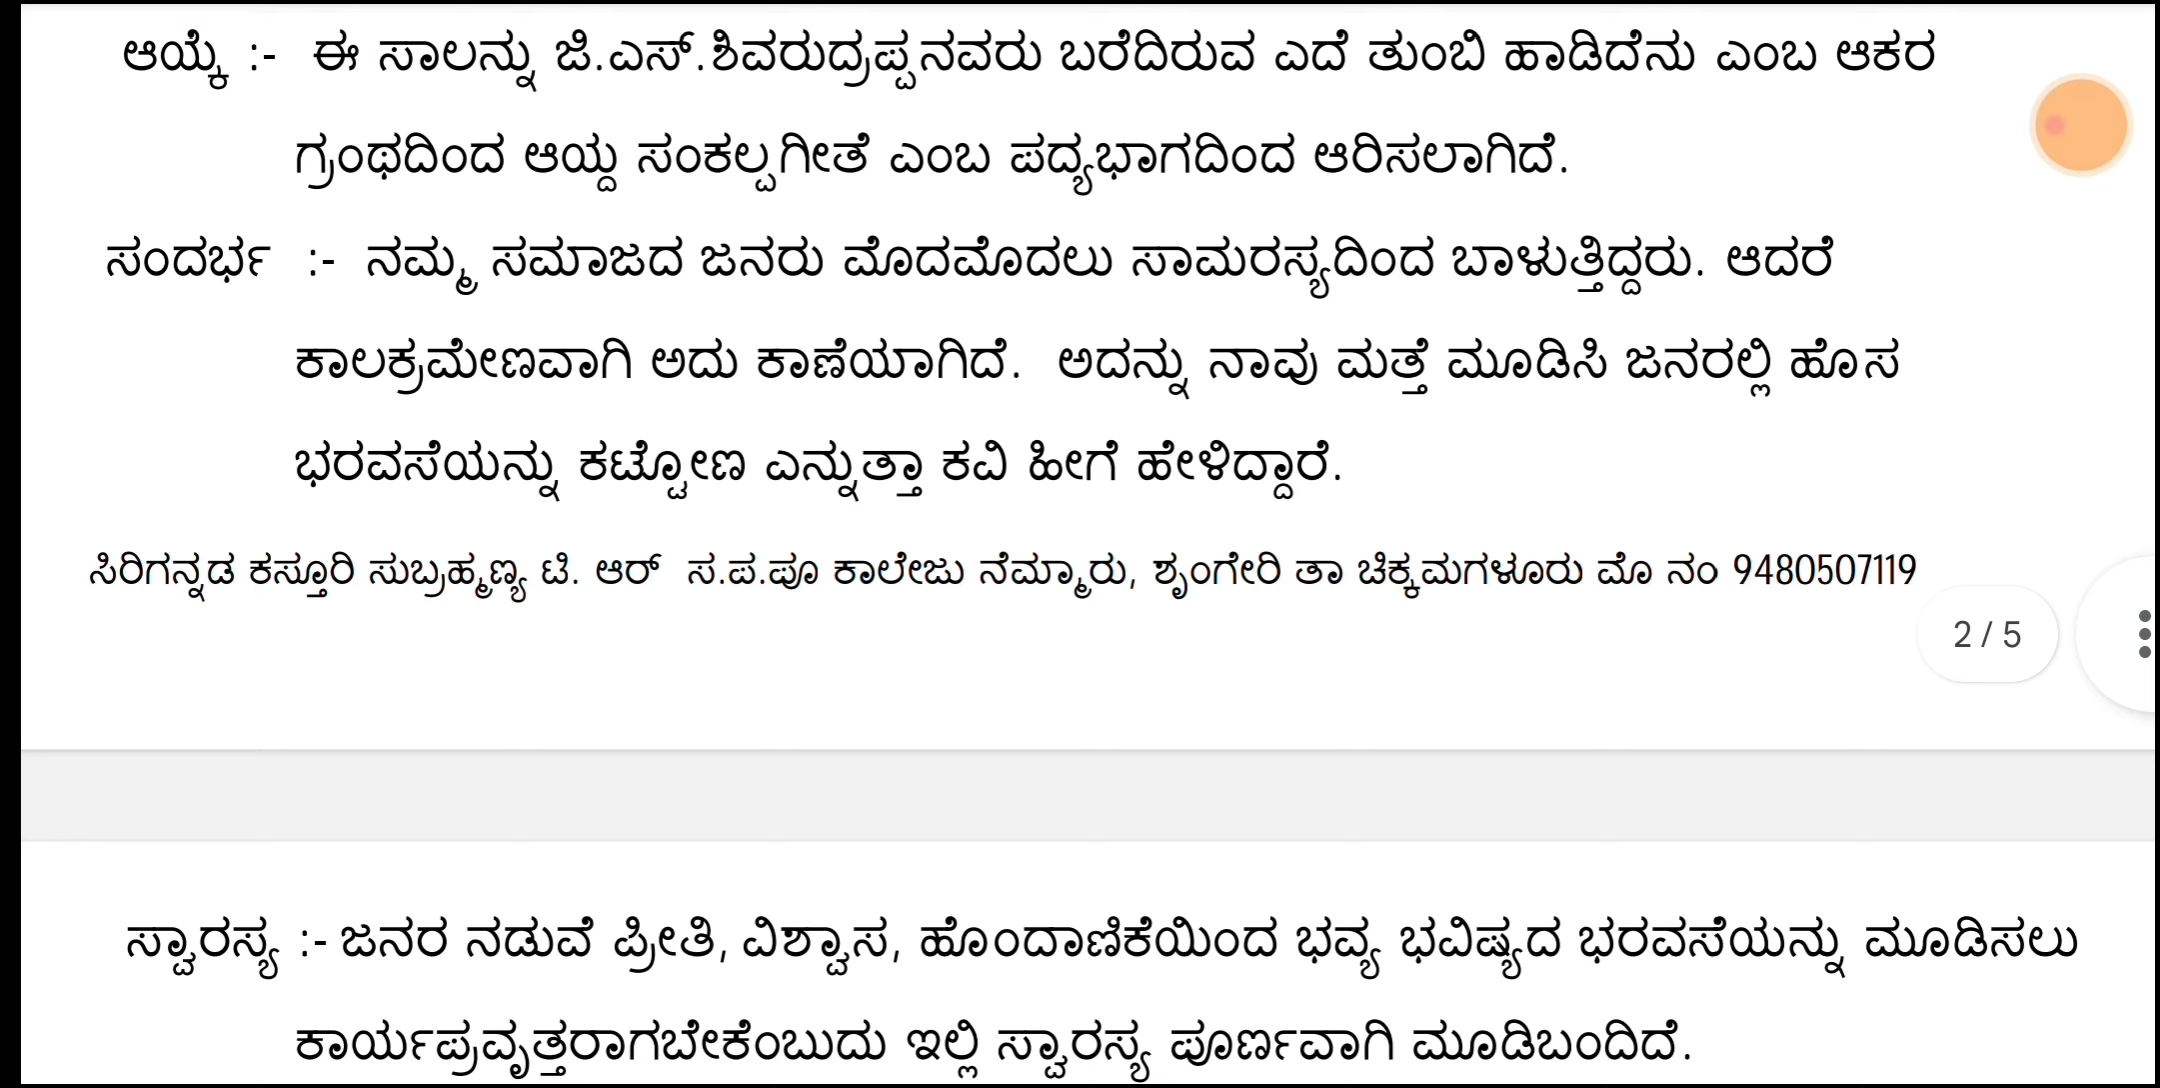 ಆಯ್ಕೆ :- ಈ ಸಾಲನ್ನು ಜಿ.ಎಸ್.ಶಿವರುದ್ರಪ್ಪನವರು ಬರೆದಿರುವ ಎದೆ ತುಂಬಿ ಹಾಡಿದೆನು ಎಂಬ ಆಕರ
ಗ್ರಂಥದಿಂದ ಆಯ್ದ ಸಂಕಲ್ಪಗೀತೆ ಎಂಬ ಪದ್ಯಭಾಗದಿಂದ ಆರಿಸಲಾಗಿದೆ.
ಸಂದರ್ಭ :- ನಮ್ಮ ಸಮಾಜದ ಜನರು ಮೊದಮೊದಲು ಸಾಮರಸ್ಯದಿಂದ ಬಾಳುತ್ತಿದ್ದರು. ಆದರೆ
ಕಾಲಕ್ರಮೇಣವಾಗಿ ಅದು ಕಾಣೆಯಾಗಿದೆ. ಅದನ್ನು ನಾವು ಮತ್ತೆ ಮೂಡಿಸಿ ಜನರಲ್ಲಿ ಹೊಸ
ಭರವಸೆಯನ್ನು ಕಟ್ಟೋಣ ಎನ್ನುತ್ತಾ ಕವಿ ಹೀಗೆ ಹೇಳಿದ್ದಾರೆ.
ಸಿರಿಗನ್ನಡ ಕಸ್ತೂರಿ ಸುಬ್ರಹ್ಮಣ್ಯ ಟಿ. ಆರ್ ಸ.ಪ.ಪೂ ಕಾಲೇಜು ನೆಮ್ಮಾರು, ಶೃಂಗೇರಿ ತಾ ಚಿಕ್ಕಮಗಳೂರು ಮೊ ನಂ 9480507119
2 / 5
ಸ್ವಾರಸ್ಯ :- ಜನರ ನಡುವೆ ಪ್ರೀತಿ, ವಿಶ್ವಾಸ, ಹೊಂದಾಣಿಕೆಯಿಂದ ಭವ್ಯ ಭವಿಷ್ಯದ ಭರವಸೆಯನ್ನು ಮೂಡಿಸಲು
ಕಾರ್ಯಪ್ರವೃತ್ತರಾಗಬೇಕೆಂಬುದು ಇಲ್ಲಿ ಸ್ವಾರಸ್ಯ ಪೂರ್ಣವಾಗಿ ಮೂಡಿಬಂದಿದೆ.